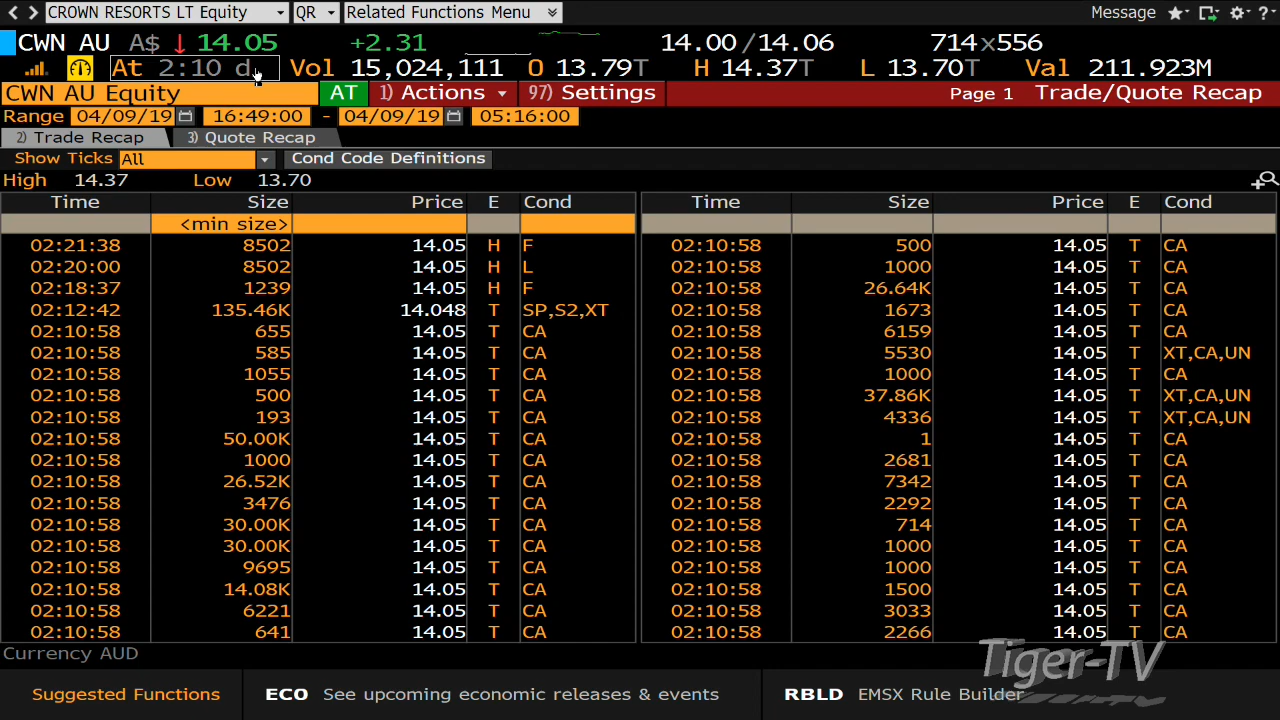 CROWN RESORTS LT Equity QR Related Functions Menu Message ?
CWN AU A$ ↓ 14.05 +2.31 14.00/14.06 714x556
At 2:10 d Vol 15,024,111 O 13.79T H 14.37T L 13.70T Val 211.923M
CWN AU Equity AT 1) Actions 97) Settings Page 1 Trade/Quote Recap
Range 04/09/19 16:49:00 - 04/09/19 05:16:00
2) Trade Recap 3) Quote Recap
Show Ticks All Cond Code Definitions
High 14.37 Low 13.70
Time Size Price E Cond Time Size Price E Cond
<min size>
02:21:38 8502 14.05 H F 02:10:58 500 14.05 T CA
02:20:00 8502 14.05 H L 02:10:58 1000 14.05 T CA
02:18:37 1239 14.05 H F 02:10:58 26.64K 14.05 T CA
02:12:42 135.46K 14.048 T SP,S2,XT 02:10:58 1673 14.05 T CA
02:10:58 655 14.05 T CA 02:10:58 6159 14.05 T CA
02:10:58 585 14.05 T CA 02:10:58 5530 14.05 T XT,CA,UN
02:10:58 1055 14.05 T CA 02:10:58 1000 14.05 T CA
02:10:58 500 14.05 T CA 02:10:58 37.86K 14.05 T XT,CA,UN
02:10:58 193 14.05 T CA 02:10:58 4336 14.05 T XT,CA,UN
02:10:58 50.00K 14.05 T CA 02:10:58 1 14.05 T CA
02:10:58 1000 14.05 T CA 02:10:58 2681 14.05 T CA
02:10:58 26.52K 14.05 T CA 02:10:58 7342 14.05 T CA
02:10:58 3476 14.05 T CA 02:10:58 2292 14.05 T CA
02:10:58 30.00K 14.05 T CA 02:10:58 714 14.05 T CA
02:10:58 30.00K 14.05 T CA 02:10:58 1000 14.05 T CA
02:10:58 9695 14.05 T CA 02:10:58 1000 14.05 T CA
02:10:58 14.08K 14.05 T CA 02:10:58 1500 14.05 T CA
02:10:58 6221 14.05 T CA 02:10:58 3033 14.05 T CA
02:10:58 641 14.05 T CA 02:10:58 2266 14.05 T CA
Currency AUD
Tiger-TV
Suggested Functions ECO See upcoming economic releases & events RBLD EMSX Rule Builder